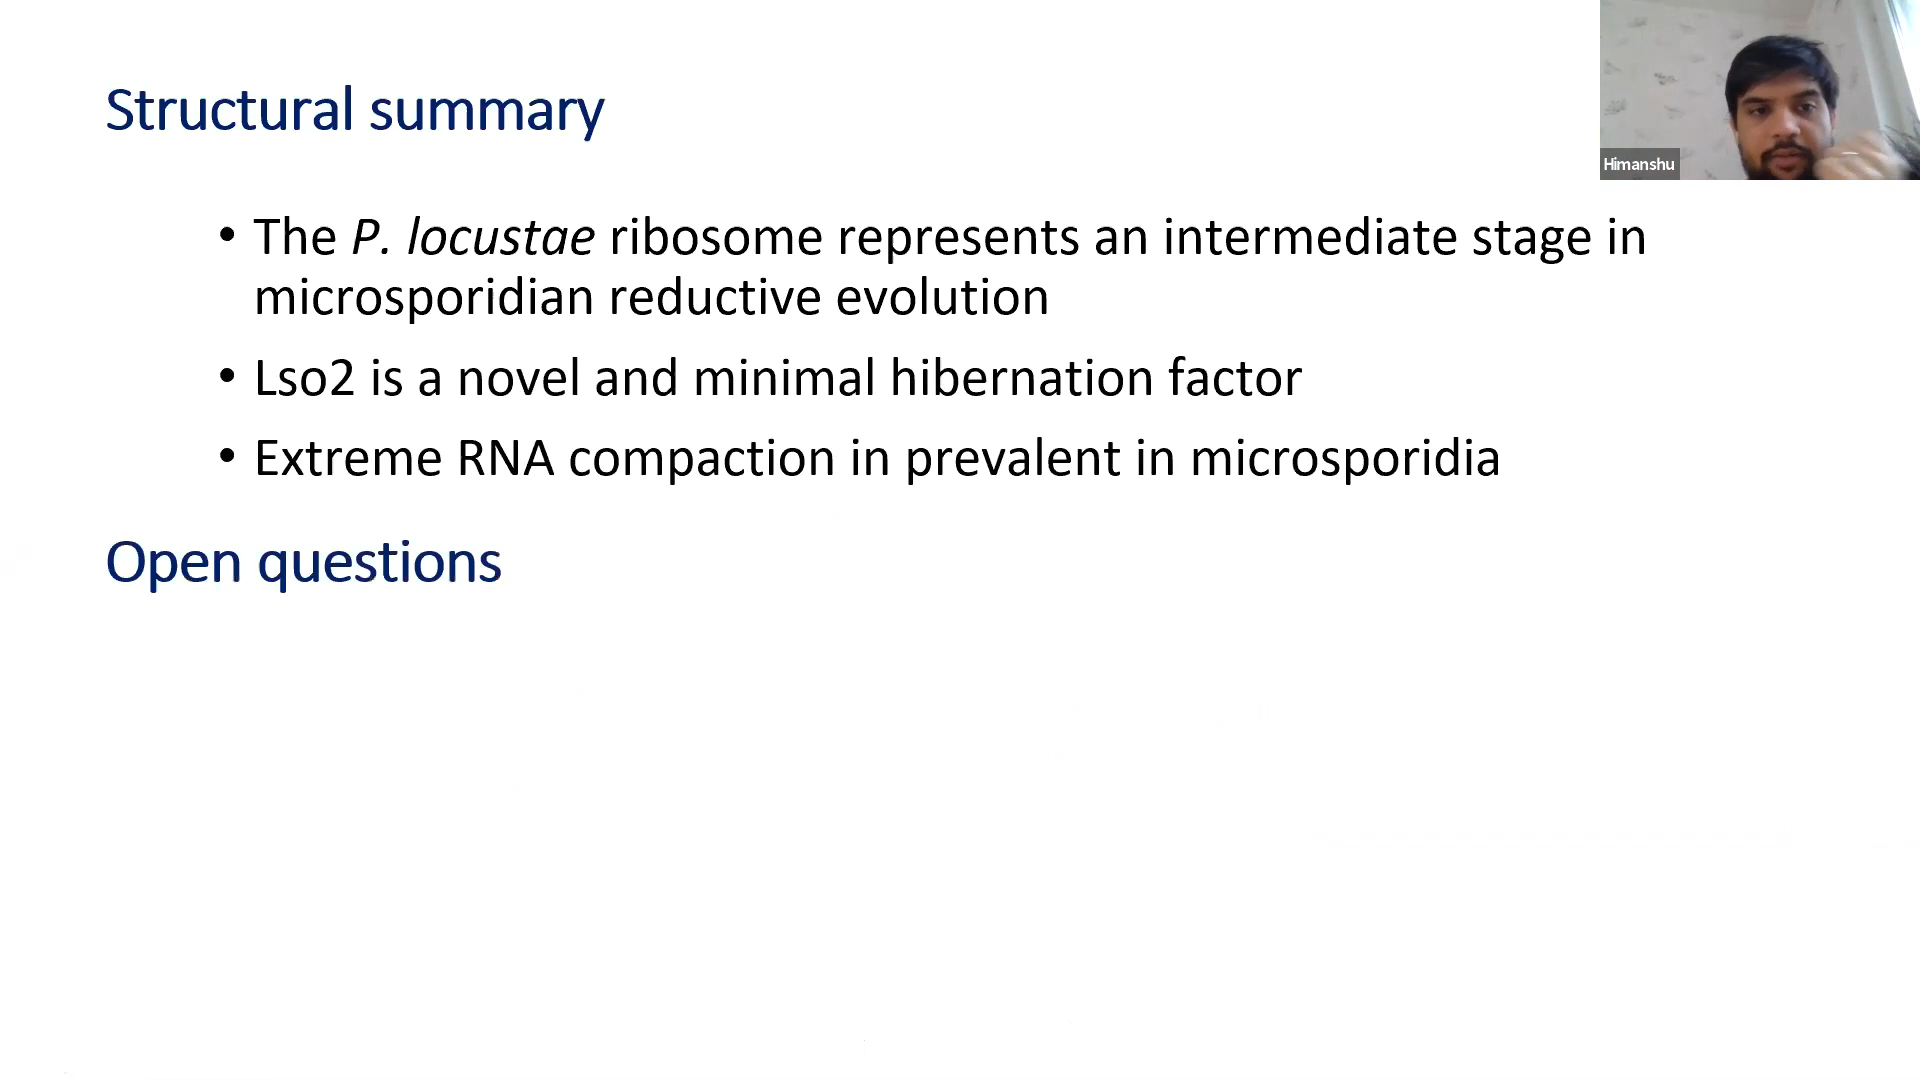 Structural summary
Himanshu
• The P. locustae ribosome represents an intermediate stage in
microsporidian reductive evolution
• Lso2 is a novel and minimal hibernation factor
• Extreme RNA compaction in prevalent in microsporidia
Open questions